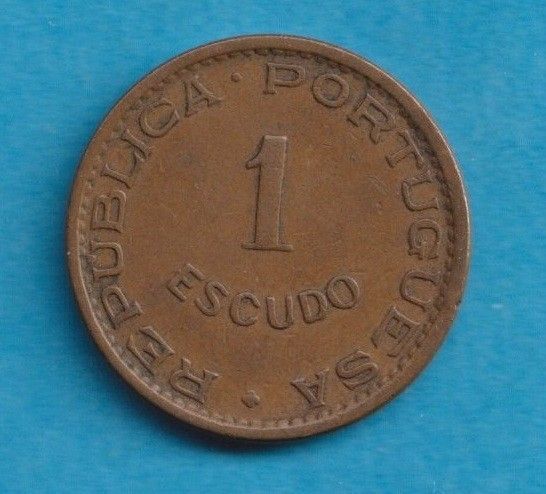 REPUBLICA · PORTUGUESA
1
ESCUDO